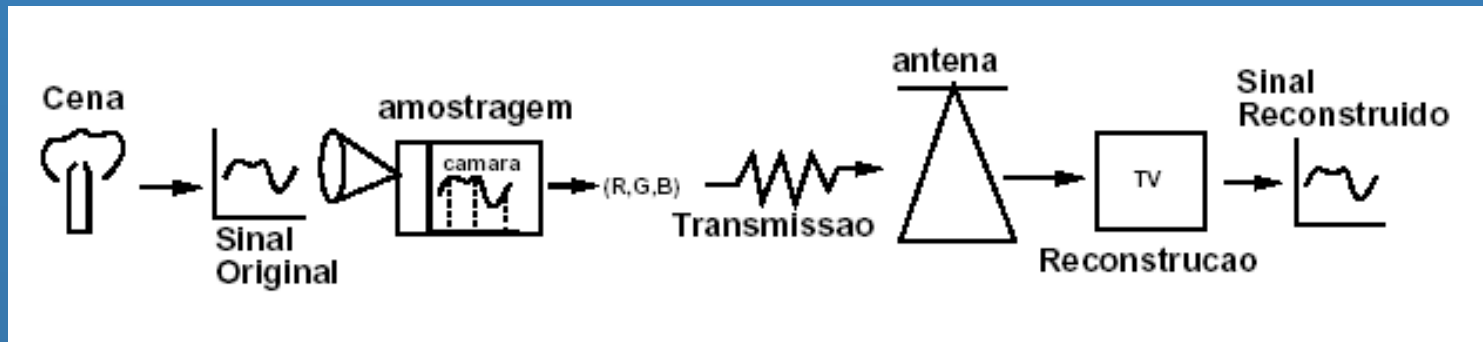 Cena
Sinal
Original
amostragem
camara
(R,G,B)
Transmissao
antena
TV
Reconstrucao
Sinal
Reconstruido